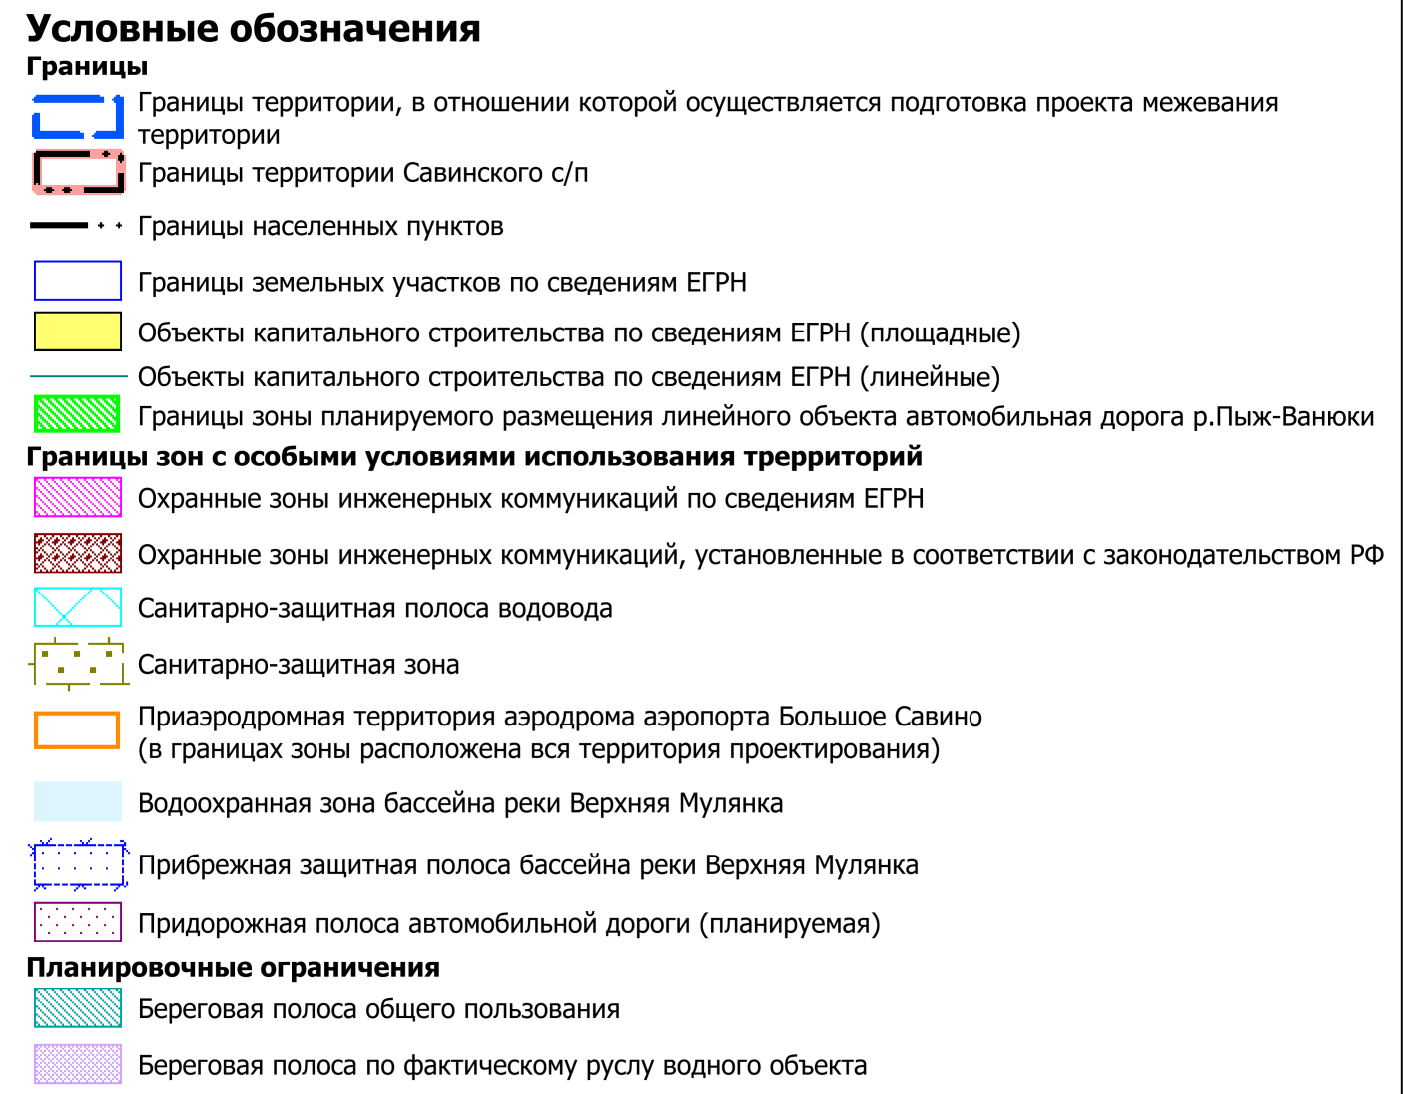 Условные обозначения
Границы
Границы территории, в отношении которой осуществляется подготовка проекта межевания
территории
Границы территории Савинского с/п
Границы населенных пунктов
Границы земельных участков по сведениям ЕГРН
Объекты капитального строительства по сведениям ЕГРН (площадные)
Объекты капитального строительства по сведениям ЕГРН (линейные)
Границы зоны планируемого размещения линейного объекта автомобильная дорога р.Пыж-Ванюки
Границы зон с особыми условиями использования трерриторий
Охранные зоны инженерных коммуникаций по сведениям ЕГРН
Охранные зоны инженерных коммуникаций, установленные в соответствии с законодательством РФ
Санитарно-защитная полоса водовода
Санитарно-защитная зона
Приаэродромная территория аэродрома аэропорта Большое Савино
(в границах зоны расположена вся территория проектирования)
Водоохранная зона бассейна реки Верхняя Мулянка
Прибрежная защитная полоса бассейна реки Верхняя Мулянка
Придорожная полоса автомобильной дороги (планируемая)
Планировочные ограничения
Береговая полоса общего пользования
Береговая полоса по фактическому руслу водного объекта